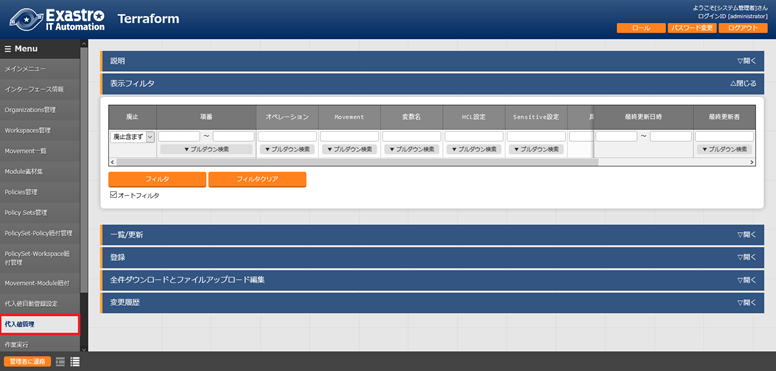 Exastro
IT Automation
Terraform
ようこそ[システム管理者]さん
ログインID [administrator]
ロール
パスワード変更
ログアウト
Menu
メインメニュー
インターフェース情報
Organizations管理
Workspaces管理
Movement一覧
Module素材集
Policies管理
Policy Sets管理
PolicySet-Policy紐付管理
PolicySet-Workspace紐
付管理
Movement-Module紐付
代入値自動登録設定
代入値管理
作業実行
管理者に連絡
説明
▽開く
表示フィルタ
△閉じる
廃止
項番
オペレーション
Movement
変数名
HCL設定
Sensitive設定
最終更新日時
最終更新者
廃止含まず
～
～
▼ プルダウン検索
▼ プルダウン検索
▼ プルダウン検索
▼ プルダウン検索
▼ プルダウン検索
▼ プルダウン検索
▼ プルダウン検索
フィルタ
フィルタクリア
オートフィルタ
一覧/更新
▽開く
登録
▽開く
全件ダウンロードとファイルアップロード編集
▽開く
変更履歴
▽開く